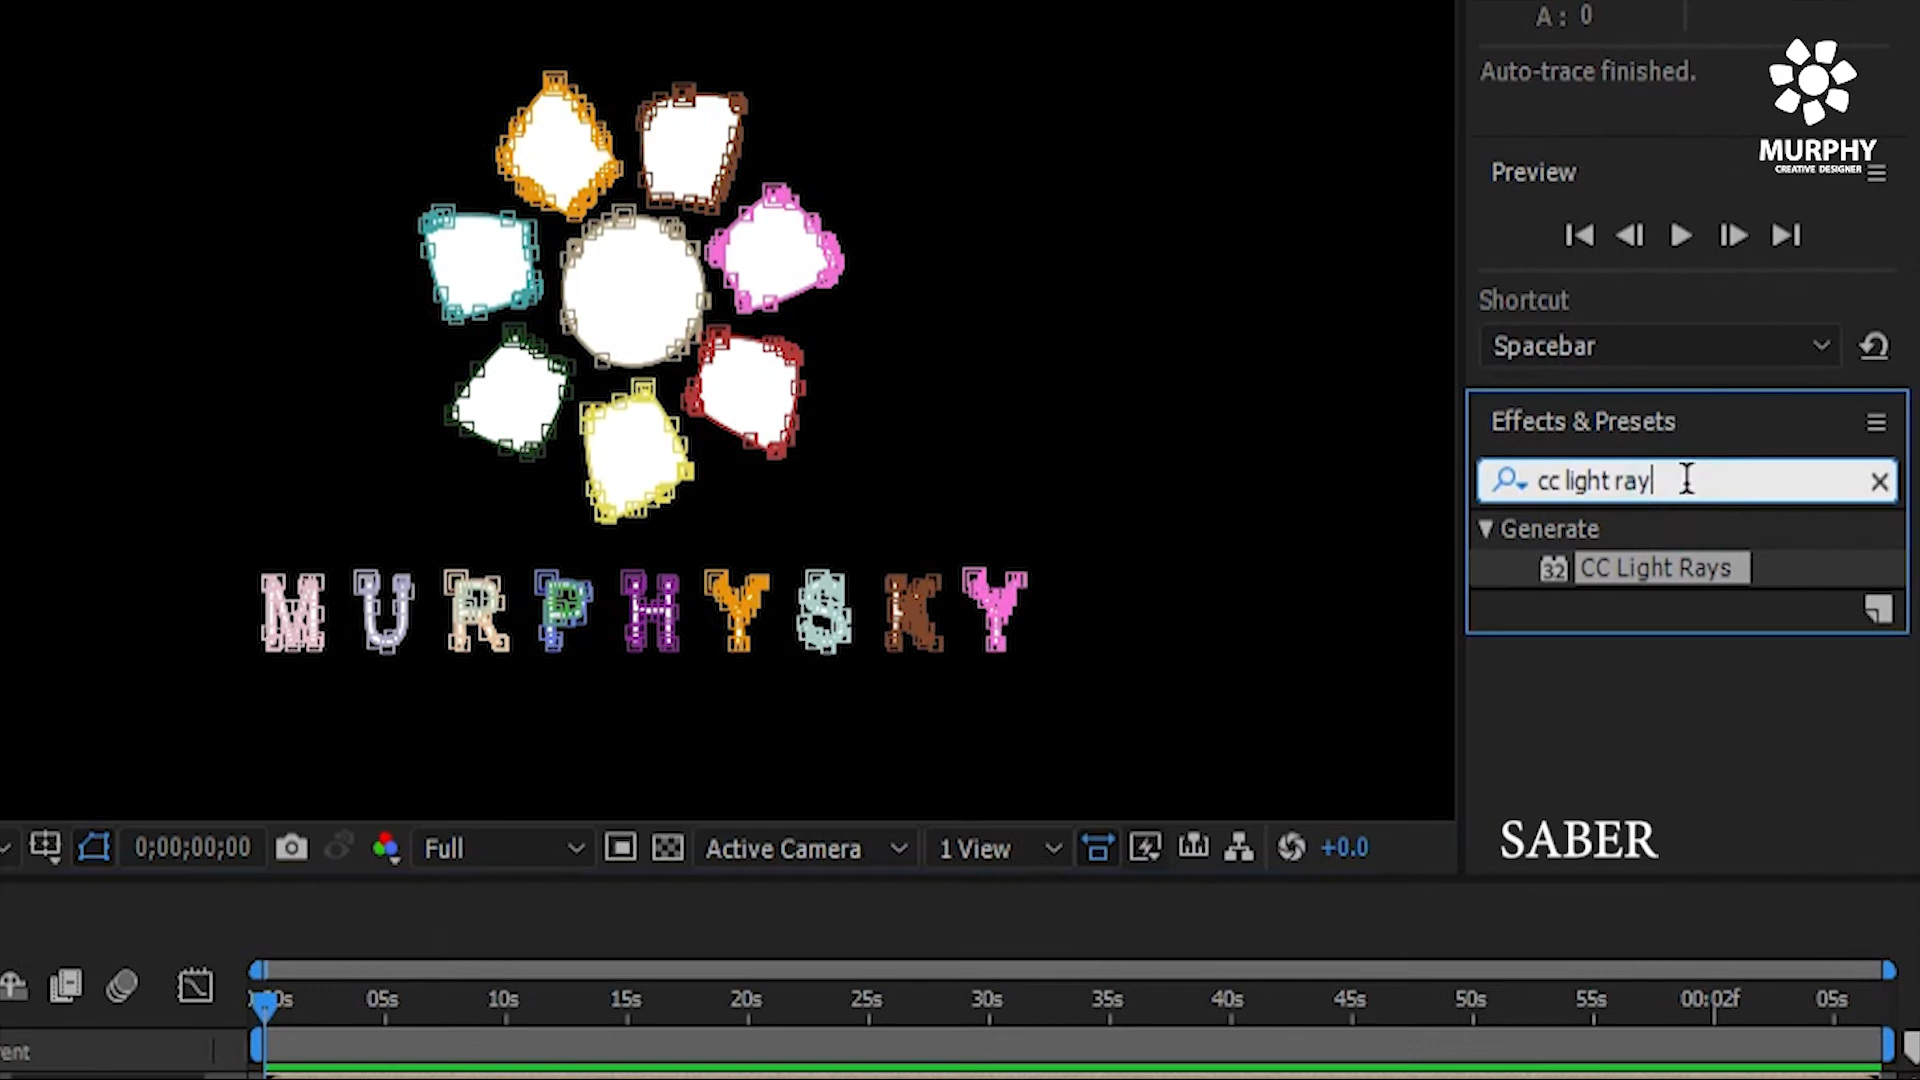 A : 0
Auto-trace finished.
MURPHY
CREATIVE DESIGNER
Preview
Shortcut
Spacebar
Effects & Presets
cc light ray
Generate
32 CC Light Rays
MURPHYSKY
SABER
0;00;00;00 Full Active Camera 1 View +0.0
05s 10s 15s 20s 25s 30s 35s 40s 45s 50s 55s 00:02f 05s